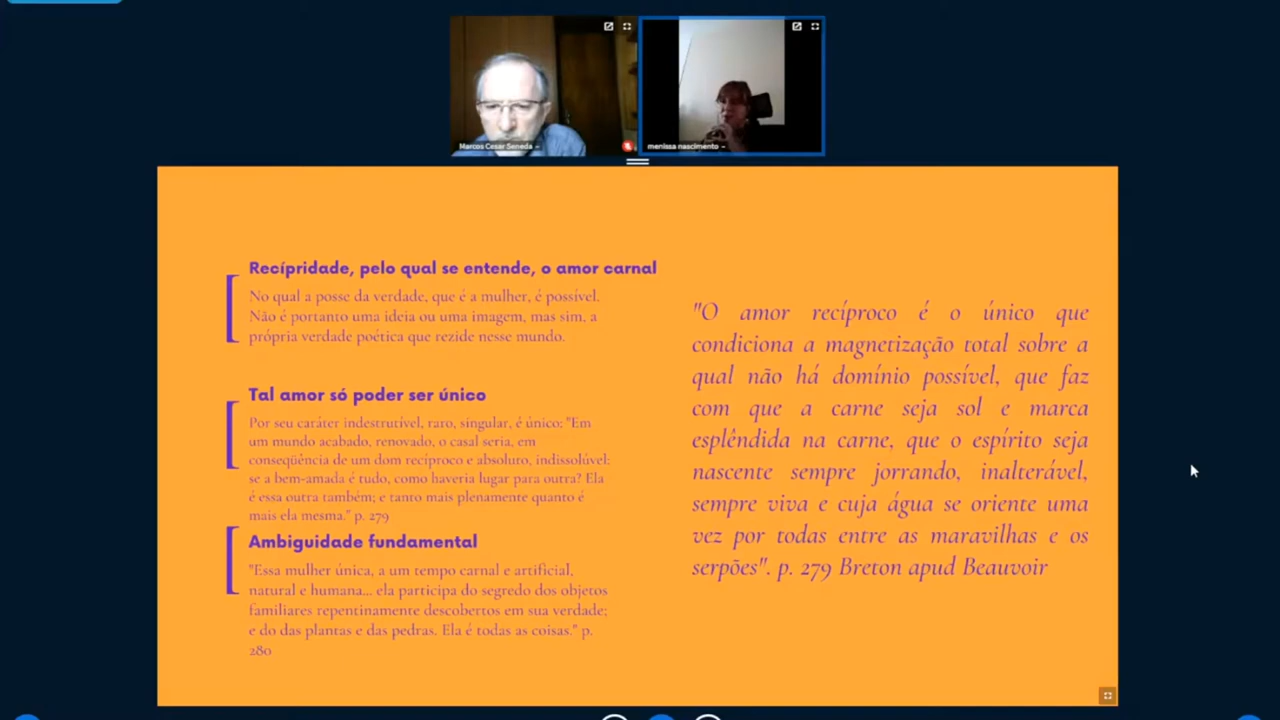 Marcos Cesar Seneda
menissa nascimento
Recípridade, pelo qual se entende, o amor carnal
No qual a posse da verdade, que é a mulher, é possível.
Não é portanto uma ideia ou uma imagem, mas sim, a
própria verdade poética que rezide nesse mundo.
Tal amor só poder ser único
Por seu caráter indestrutível, raro, singular, é único: "Em
um mundo acabado, renovado, o casal seria, em
conseqüência de um dom recíproco e absoluto, indissolúvel:
se a bem-amada é tudo, como haveria lugar para outra? Ela
é essa outra também; e tanto mais plenamente quanto é
mais ela mesma." p. 279
Ambiguidade fundamental
"Essa mulher única, a um tempo carnal e artificial,
natural e humana... ela participa do segredo dos objetos
familiares repentinamente descobertos em sua verdade;
e do das plantas e das pedras. Ela é todas as coisas." p.
280
"O amor recíproco é o único que
condiciona a magnetização total sobre a
qual não há domínio possível, que faz
com que a carne seja sol e marca
esplêndida na carne, que o espírito seja
nascente sempre jorrando, inalterável,
sempre viva e cuja água se oriente uma
vez por todas entre as maravilhas e os
serpões". p. 279 Breton apud Beauvoir